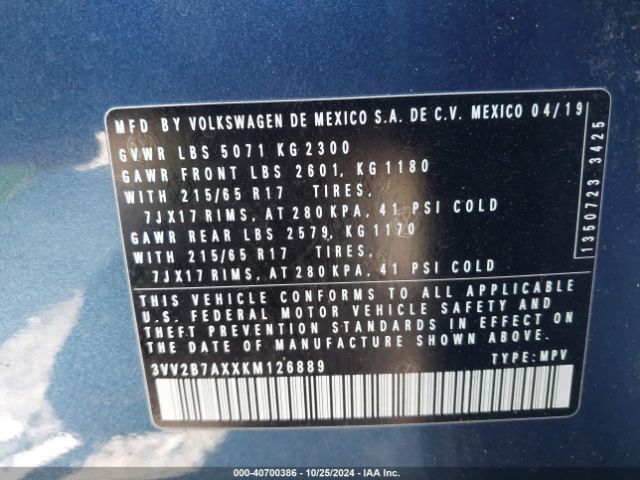 MFD BY VOLKSWAGEN DE MEXICO S.A. DE C.V. MEXICO 04/19
GVWR LBS 5071 KG 2300
GAWR FRONT LBS 2601, KG 1180
WITH 215/65 R17 TIRES,
7JX17 RIMS, AT 280 KPA, 41 PSI COLD
GAWR REAR LBS 2579, KG 1170
WITH 215/65 R17 TIRES,
7JX17 RIMS, AT 280 KPA, 41 PSI COLD
1350723 3425
THIS VEHICLE CONFORMS TO ALL APPLICABLE
U.S. FEDERAL MOTOR VEHICLE SAFETY AND
THEFT PREVENTION STANDARDS IN EFFECT ON
THE DATE OF MANUFACTURE SHOWN ABOVE.
3VV2B7AXXKM126889 TYPE: MPV
000-40700386 - 10/25/2024 - IAA Inc.